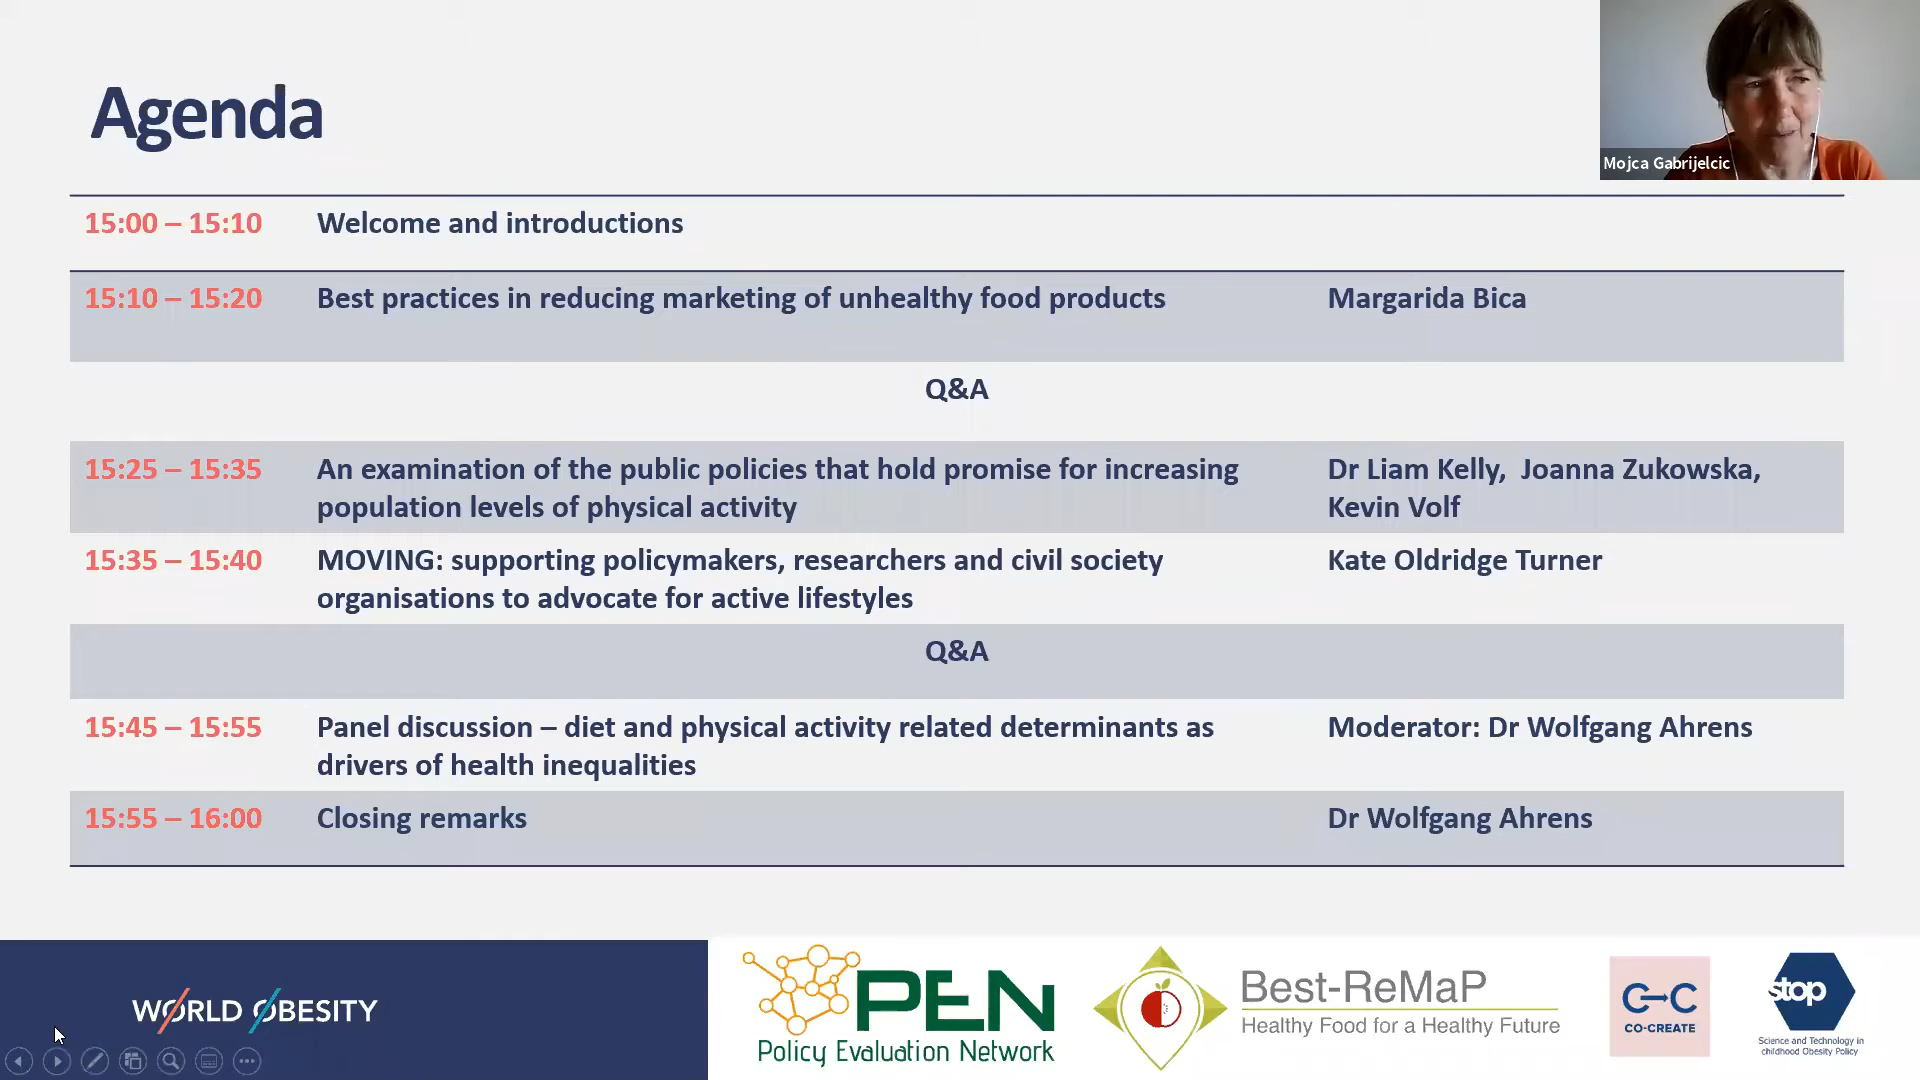 Agenda
Mojca Gabrijelcic
15:00 – 15:10 Welcome and introductions
15:10 – 15:20 Best practices in reducing marketing of unhealthy food products Margarida Bica
Q&A
15:25 – 15:35 An examination of the public policies that hold promise for increasing Dr Liam Kelly, Joanna Zukowska,
population levels of physical activity Kevin Volf
15:35 – 15:40 MOVING: supporting policymakers, researchers and civil society Kate Oldridge Turner
organisations to advocate for active lifestyles
Q&A
15:45 – 15:55 Panel discussion – diet and physical activity related determinants as Moderator: Dr Wolfgang Ahrens
drivers of health inequalities
15:55 – 16:00 Closing remarks Dr Wolfgang Ahrens
WORLD OBESITY
PEN
Policy Evaluation Network
Best-ReMaP
Healthy Food for a Healthy Future
C C
CO-CREATE
stop
Science and Technology in
childhood Obesity Policy